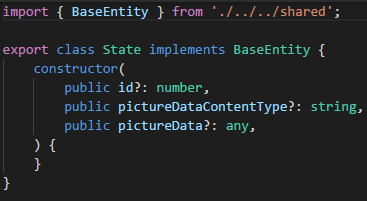 import { BaseEntity } from './../../shared';
export class State implements BaseEntity {
constructor(
public id?: number,
public pictureDataContentType?: string,
public pictureData?: any,
) {
}
}